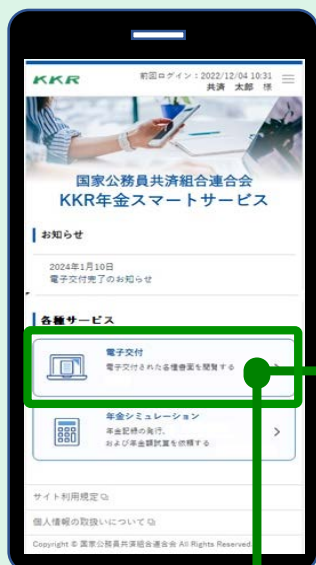 KKR
前回ログイン：2022/12/04 10:31
共済 太郎 様
国家公務員共済組合連合会
KKR年金スマートサービス
お知らせ
2024年1月10日
電子交付完了のお知らせ
各種サービス
電子交付
電子交付された各種書面を閲覧する
年金シミュレーション
年金記録の発行、
および年金額試算を依頼する
サイト利用規定
個人情報の取扱いについて
Copyright © 国家公務員共済組合連合会 All Rights Reserved.